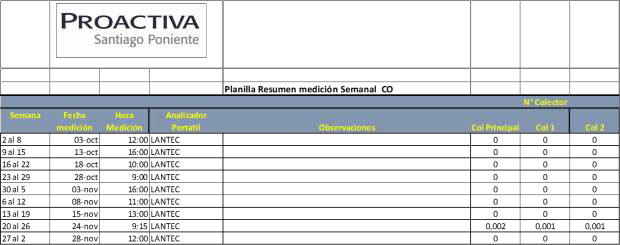 PROACTIVA
Santiago Poniente
Planilla Resumen medición Semanal CO
N° Colector
Semana Fecha Hora Analizador
medición Medición Portatil Observaciones Col Principal Col 1 Col 2
2 al 8 03-oct 12:00 LANTEC 0 0 0
9 al 15 13-oct 16:00 LANTEC 0 0 0
16 al 22 18-oct 10:00 LANTEC 0 0 0
23 al 29 28-oct 9:00 LANTEC 0 0 0
30 al 5 03-nov 16:00 LANTEC 0 0 0
6 al 12 08-nov 11:00 LANTEC 0 0 0
13 al 19 15-nov 13:00 LANTEC 0 0 0
20 al 26 24-nov 9:15 LANTEC 0,002 0,001 0,001
27 al 2 28-nov 12:00 LANTEC 0 0 0